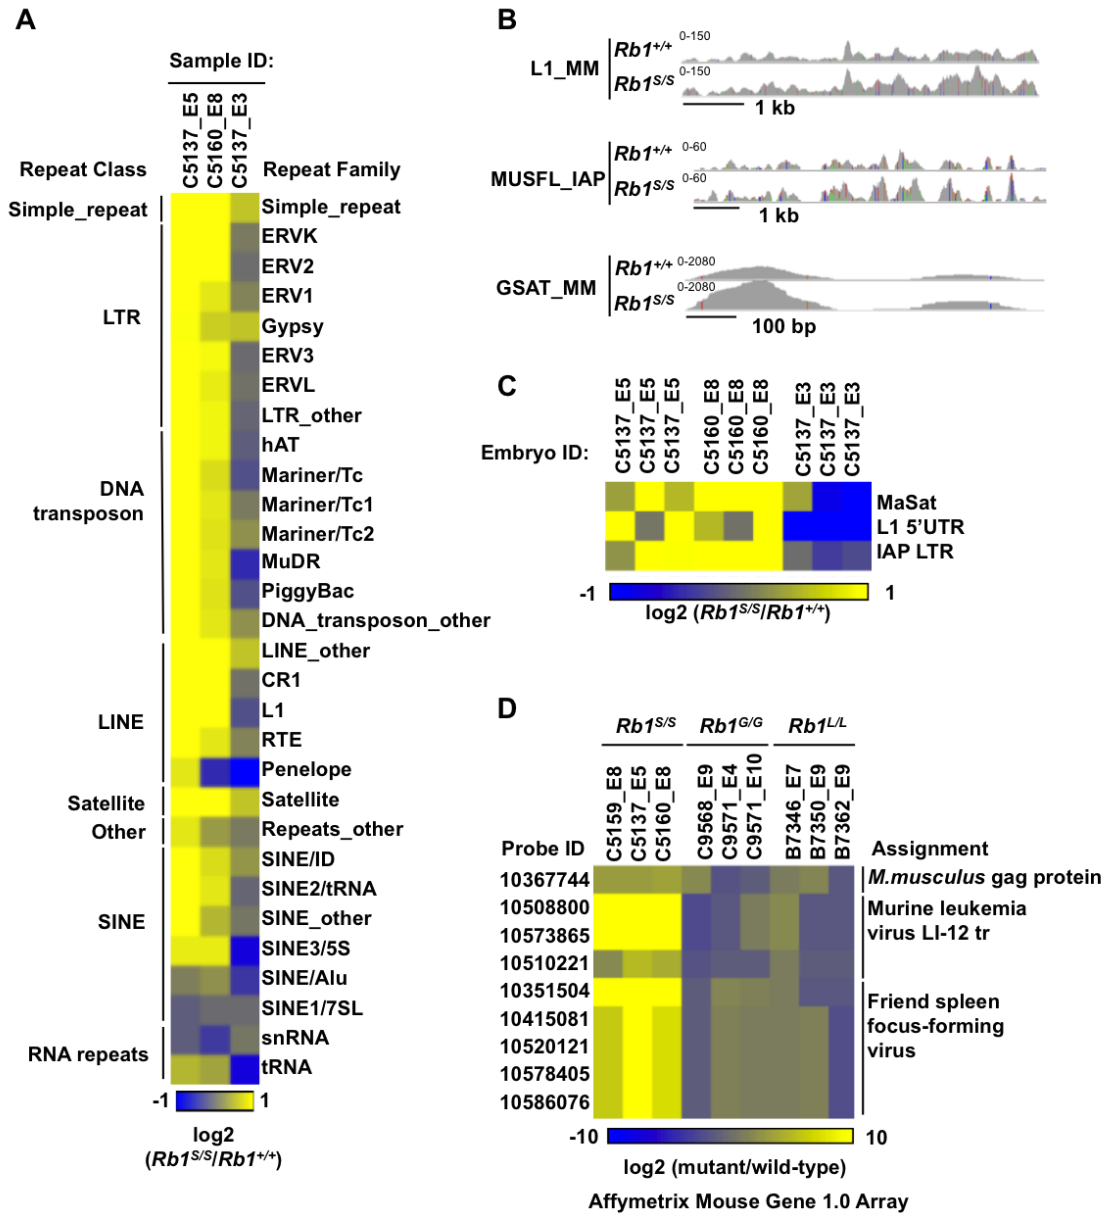 A
Sample ID:
C5137_E5
C5160_E8
C5137_E3
Repeat Class
Repeat Family
Simple_repeat
LTR
DNA
transposon
LINE
Satellite
Other
SINE
RNA repeats
Simple_repeat
ERVK
ERV2
ERV1
Gypsy
ERV3
ERVL
LTR_other
hAT
Mariner/Tc
Mariner/Tc1
Mariner/Tc2
MuDR
PiggyBac
DNA_transposon_other
LINE_other
CR1
L1
RTE
Penelope
Satellite
Repeats_other
SINE/ID
SINE2/tRNA
SINE_other
SINE3/5S
SINE/Alu
SINE1/7SL
snRNA
tRNA
-1 1
log2
(Rb1S/S/Rb1+/+)
B
L1_MM
Rb1+/+ 0-150
Rb1S/S 0-150
1 kb
MUSFL_IAP
Rb1+/+ 0-60
Rb1S/S 0-60
1 kb
GSAT_MM
Rb1+/+ 0-2080
Rb1S/S 0-2080
100 bp
C
Embryo ID:
C5137_E5
C5137_E5
C5137_E5
C5160_E8
C5160_E8
C5160_E8
C5137_E3
C5137_E3
C5137_E3
MaSat
L1 5’UTR
IAP LTR
-1 1
log2 (Rb1S/S/Rb1+/+)
D
Rb1S/S Rb1G/G Rb1L/L
C5159_E8
C5137_E5
C5160_E8
C9568_E9
C9571_E4
C9571_E10
B7346_E7
B7350_E9
B7362_E9
Probe ID
Assignment
10367744
10508800
10573865
10510221
10351504
10415081
10520121
10578405
10586076
M.musculus gag protein
Murine leukemia
virus LI-12 tr
Friend spleen
focus-forming
virus
-10 10
log2 (mutant/wild-type)
Affymetrix Mouse Gene 1.0 Array